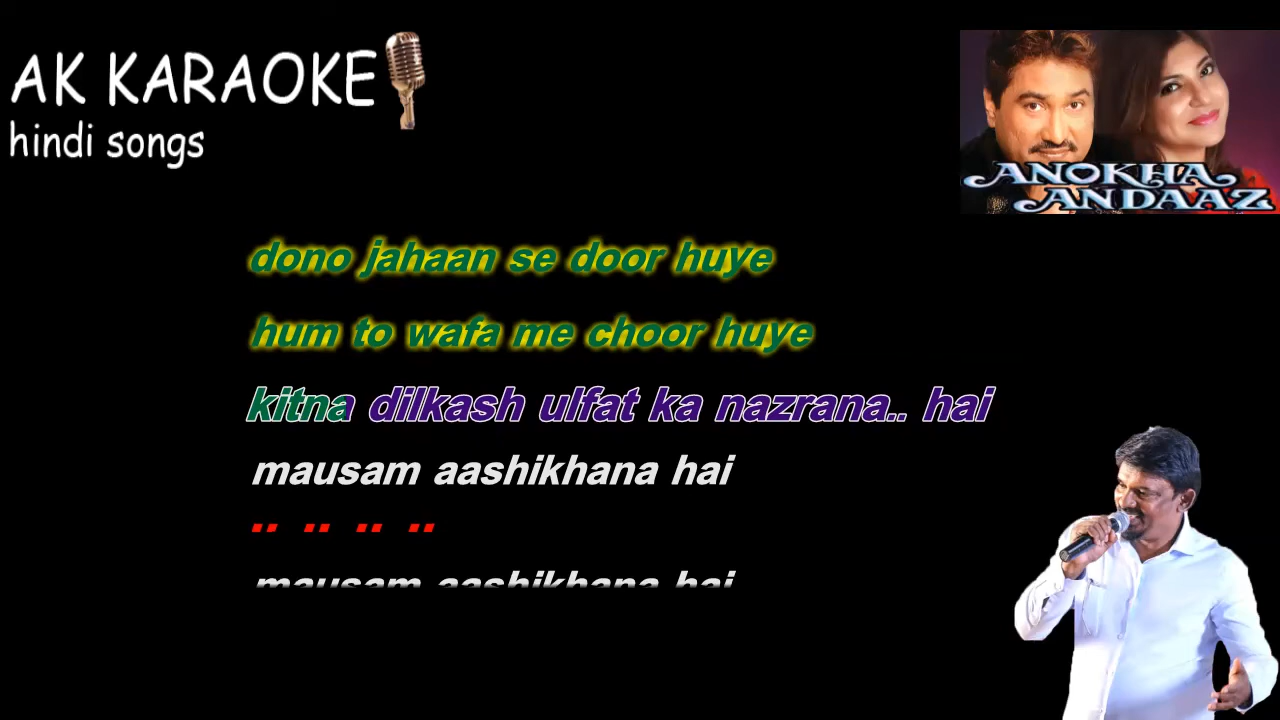 AK KARAOKE
hindi songs
ANOKHA
ANDAAZ
dono jahaan se door huye
hum to wafa me choor huye
kitna dilkash ulfat ka nazrana.. hai
mausam aashikhana hai
.. .. .. ..
mausam aashikhana hai